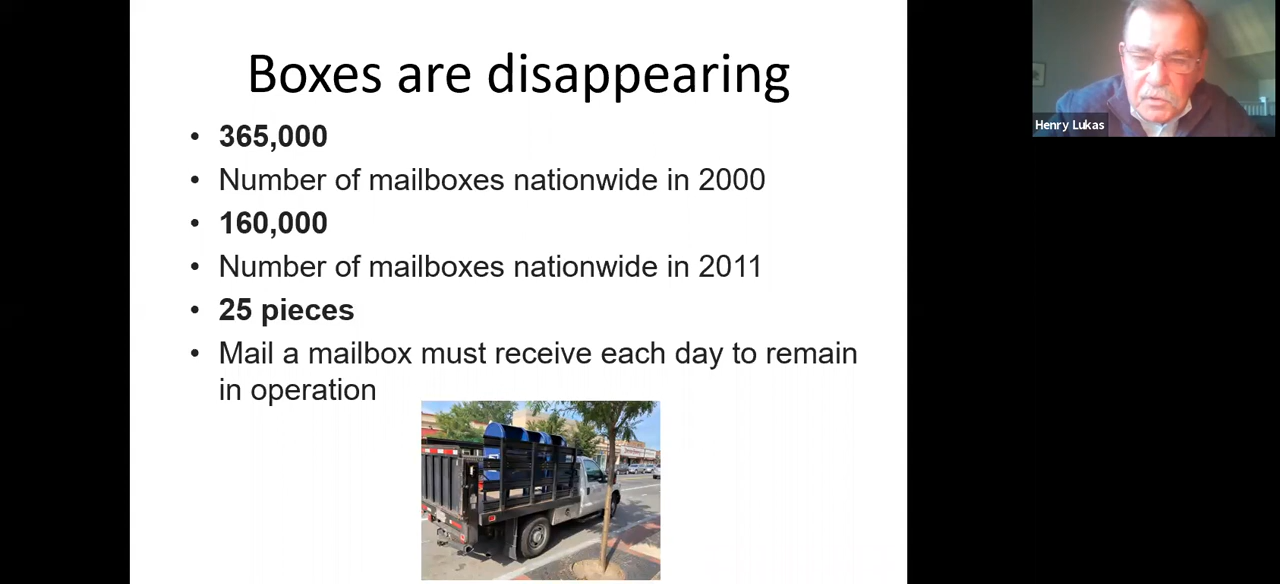 Boxes are disappearing
• 365,000
• Number of mailboxes nationwide in 2000
• 160,000
• Number of mailboxes nationwide in 2011
• 25 pieces
• Mail a mailbox must receive each day to remain
in operation
Henry Lukas